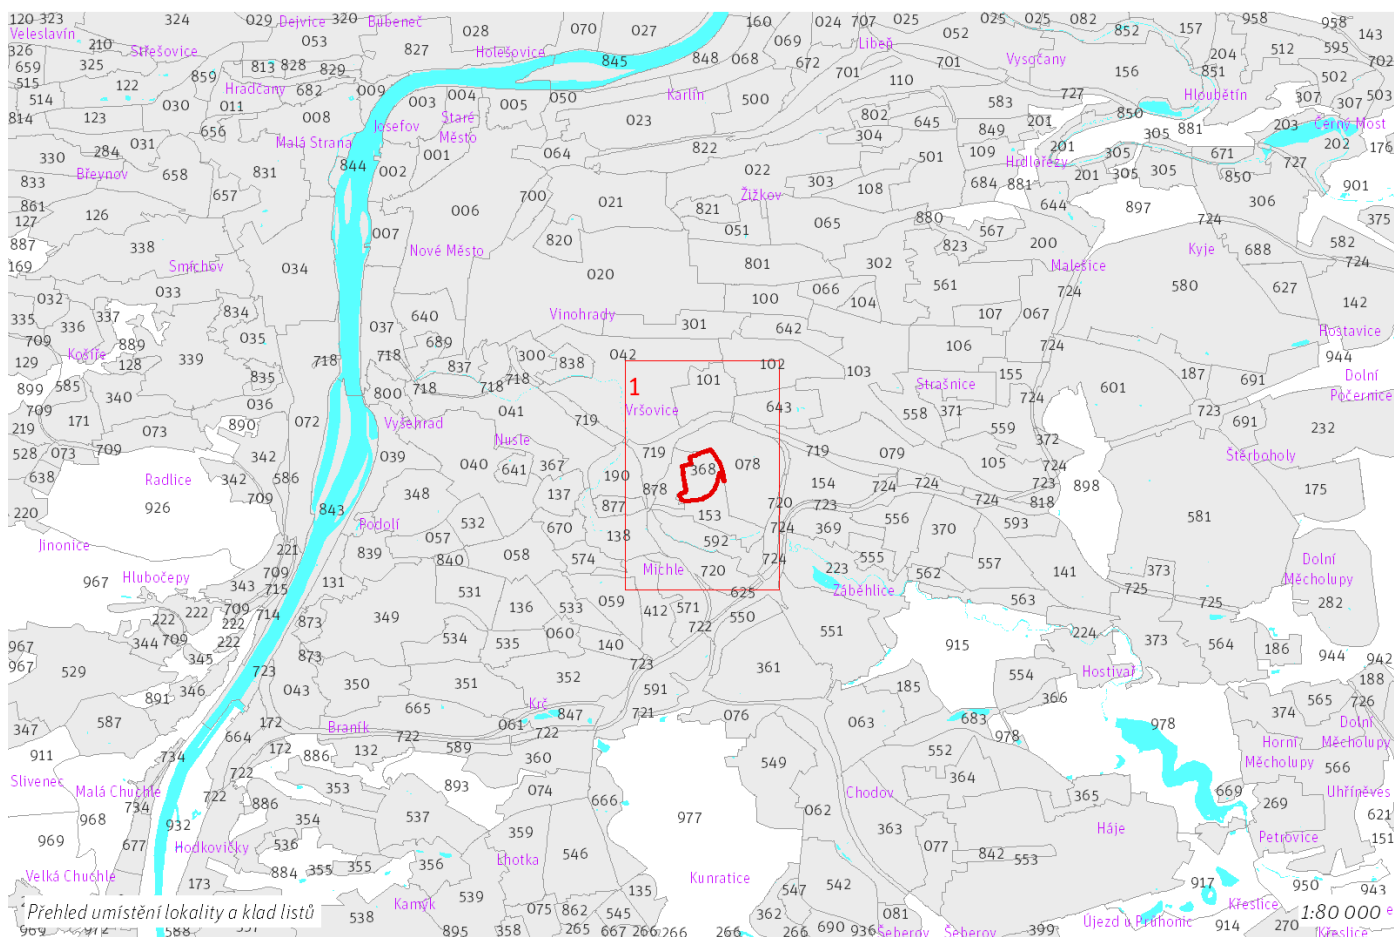 120 323 324 029 Dejvice 320 Bubeneč 028 070 027 160 024 707 025 052 025 025 082 852 157 958 958 143
Veleslavín 210 Střešovice 053 827 Holešovice 845 848 068 069 672 Libeň 701 Vysočany 204 512 595 702
326 659 325 122 859 813 828 829 701 110 156 851 502
515 514 Hradčany 682 009 003 004 005 050 Karlín 500 727 Hloubětín 307 307 503
814 123 030 011 008 Josefov Staré Město 023 802 645 583 201 850 881 203 Černý Most
656 Malá Strana 304 849 305 202 176
330 284 031 844 001 064 822 501 109 Hrdlořezy 201 305 671 727
Břevnov 658 831 002 022 303 108 684 881 201 305 305 850 901
833 657 700 Žižkov
861 127 126 006 021 821 065 880 644 897 306 375
887 007 051 567 724
338 Nové Město 820 823 200 Kyje 688 582
169 Smíchov 034 020 801 302 Malešice 724
032 033 066 561 724 580 627 142
335 337 834 037 640 100 104 107 067
336 Vinohrady 301 642 Hostavice
709 889 035 689 106 724
Košíře 339 718 718 837 300 838 042 102 103 944
129 128 101 155 187 Dolní Počernice
899 585 835 718 718 Strašnice 601 691
340 036 800 1 643 371 724
709 171 072 041 Vršovice 558 723
219 073 890 Vyšehrad 719 559 691 232
528 073 709 342 039 Nusle 719 719 079 372 Štěrboholy
638 342 586 040 641 367 190 368 078 105 724
Radlice 709 348 137 878 154 724 724 723 898 175
220 926 843 877 720 723 724 818
Jinonice Podolí 532 670 153 369 556 370 593 581
221 057 138 592 724
967 839 840 058 574 724 555 557 Dolní Měcholupy
Hlubočepy 709 Michle 720 223 562 141 373
343 715 131 531 059 625 Záběhlice 725 282
222 222 709 714 349 136 533 412 571 550 563 725
222 222 873 534 535 060 722 551 224 373 564
967 344 709 873 140 915 186
967 345 723 723 361 554 Hostivař 944 942
529 346 043 350 351 352 591 185 366 188
891 665 Krč 847 721 076 063 683 374 565 726
347 587 664 172 Braník 722 061 722 978 978 Dolní Měcholupy
911 734 172 886 132 589 360 549 552 Horní Měcholupy
Slivenec 722 893 364 566
Malá Chuchle 353 074 666 Chodov 365 669 Uhříněves
734 722 886 537 977 062 269
968 932 354 359 363 Háje 621
969 677 Hodkovičky 536 077 Petrovice 151
355 355 356 Lhotka 546 842 553
Velká Chuchle 173 884 Kunratice 917 950 943
539 135 547 542 Křeslice
Přehled umístění lokality a klad listů 538 Kamýk 075 862 545 362 081 1:80 000
588 895 358 265 667 266 266 266 690 936 Šeberov Šeberov 399 Újezd u Průhonic 914 270 Křeslice